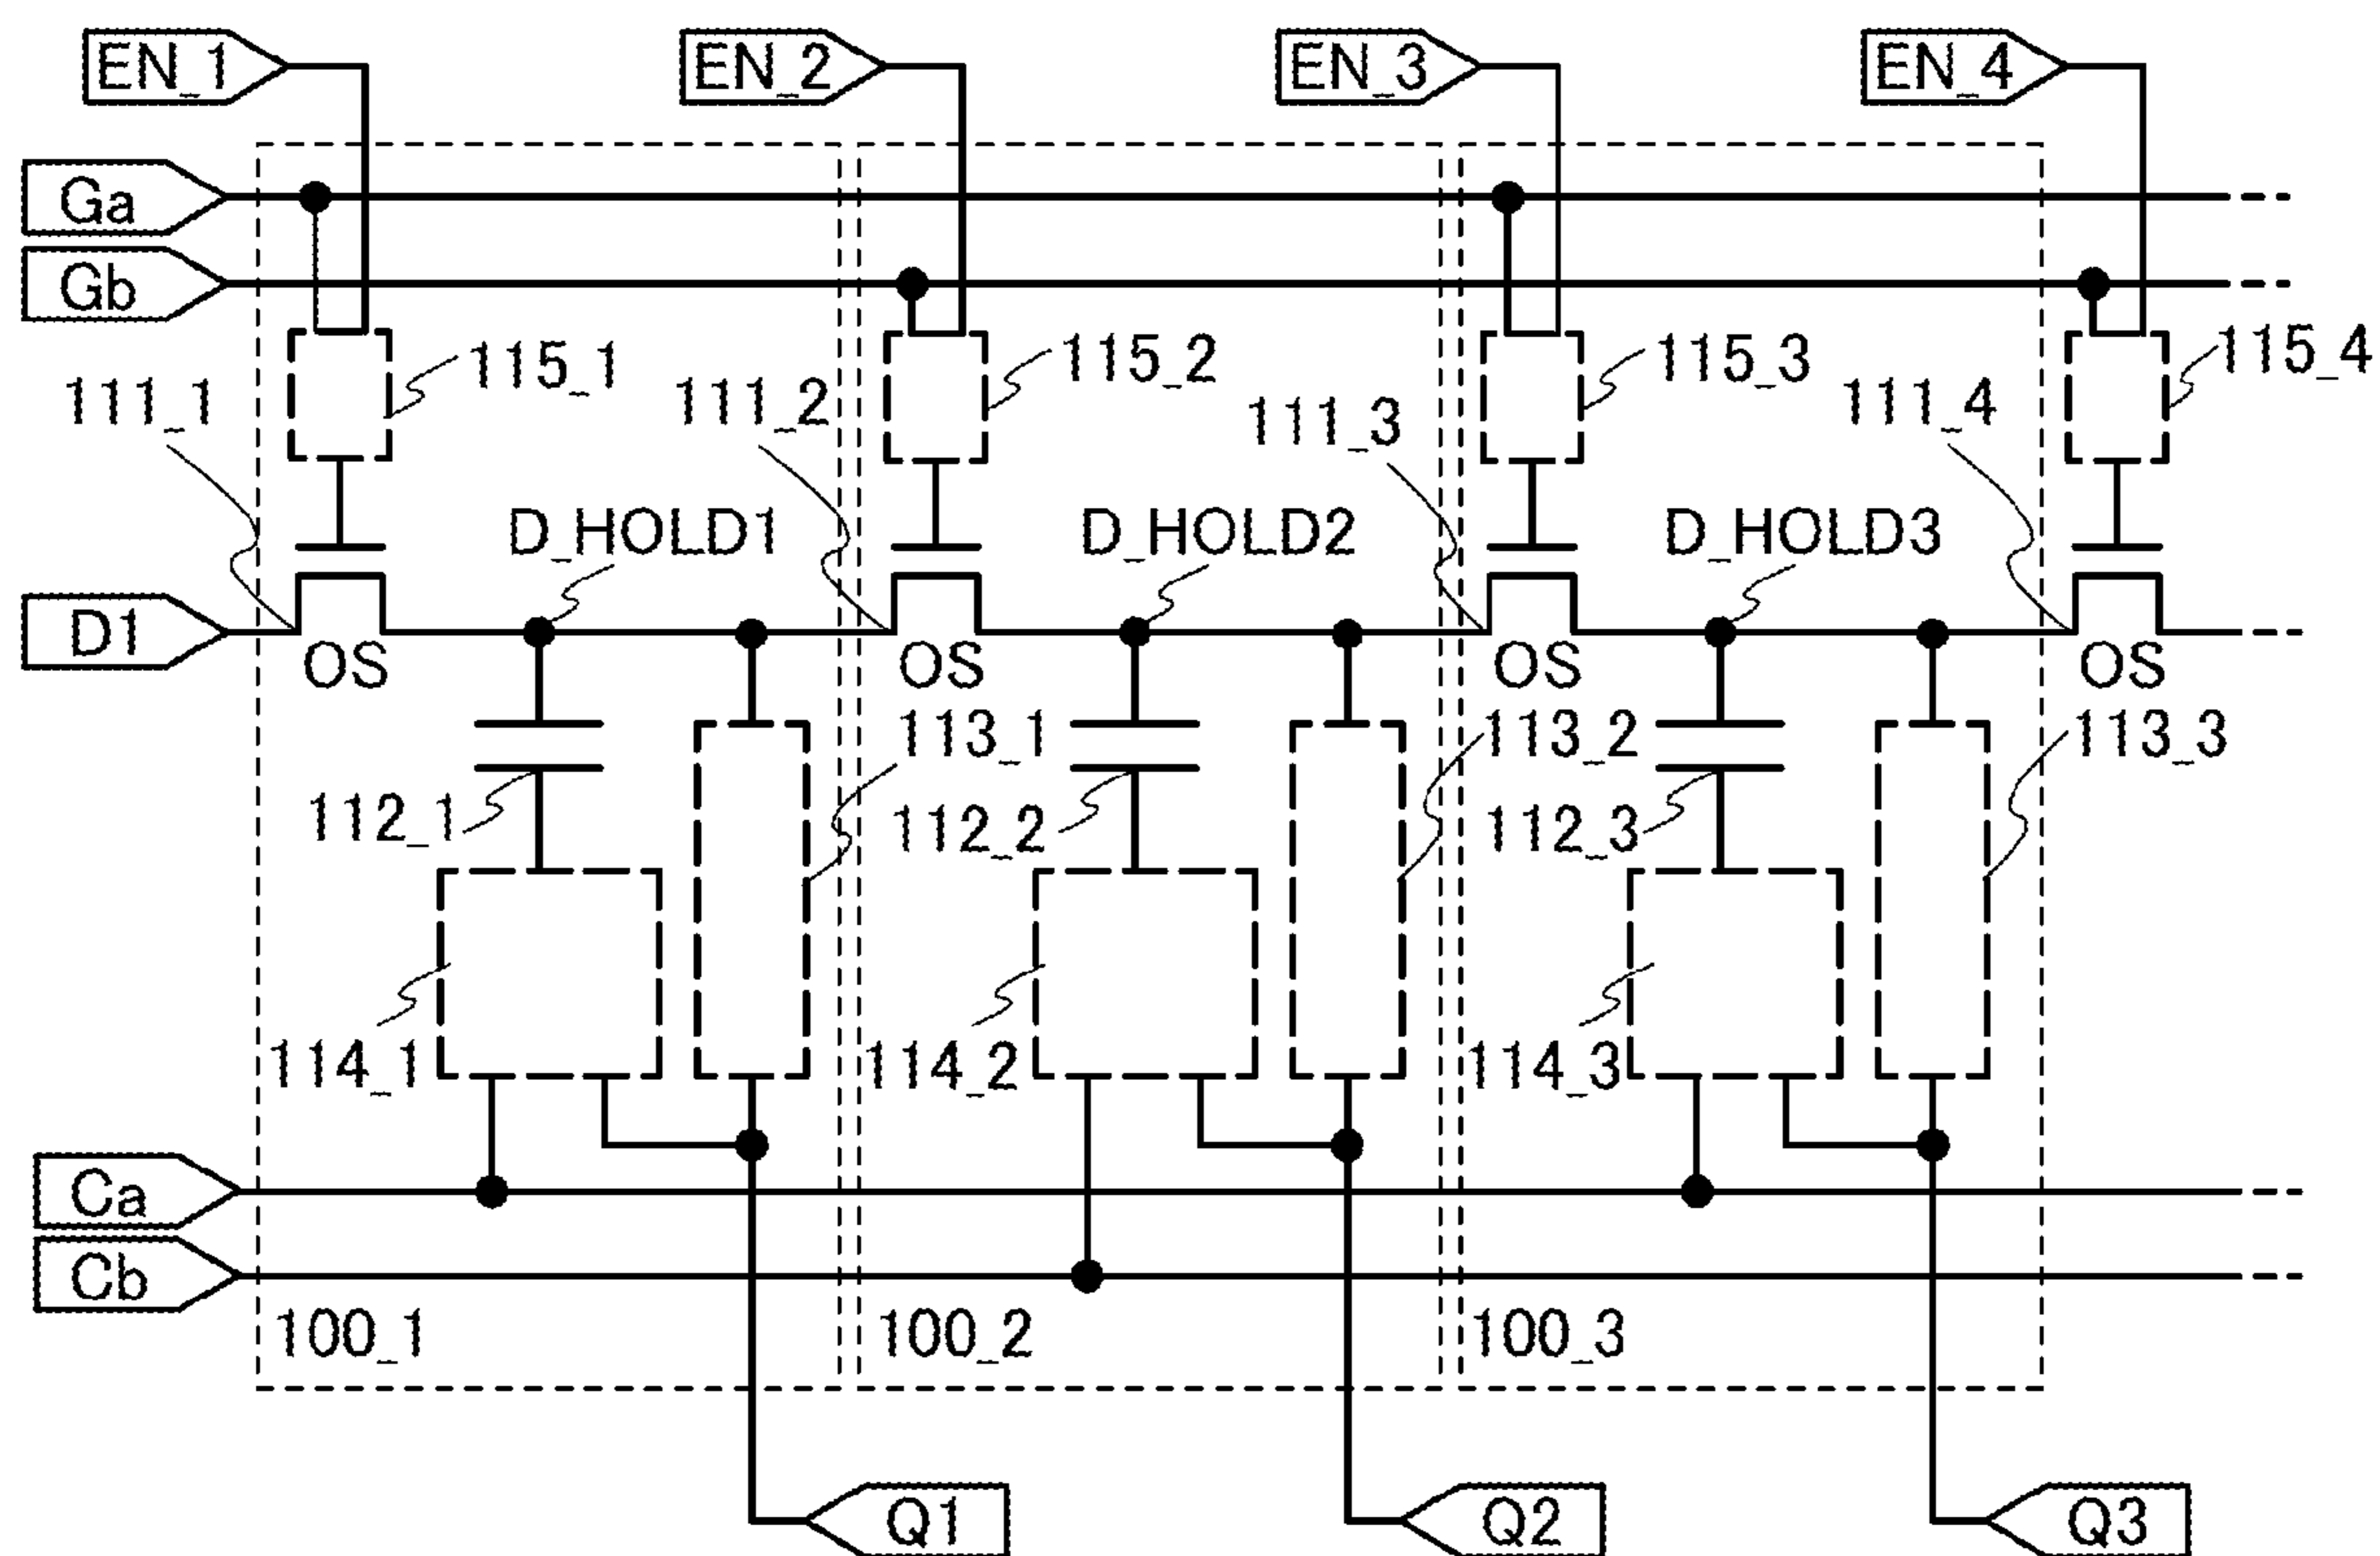 EN_1 EN_2 EN_3 EN_4
Ga
Gb
115_1 115_2 115_3 115_4
111_1 111_2 111_3 111_4
D_HOLD1 D_HOLD2 D_HOLD3
D1
OS OS OS OS
113_1 113_2 113_3
112_1 112_2 112_3
114_1 114_2 114_3
Ca
Cb
100_1 100_2 100_3
Q1 Q2 Q3